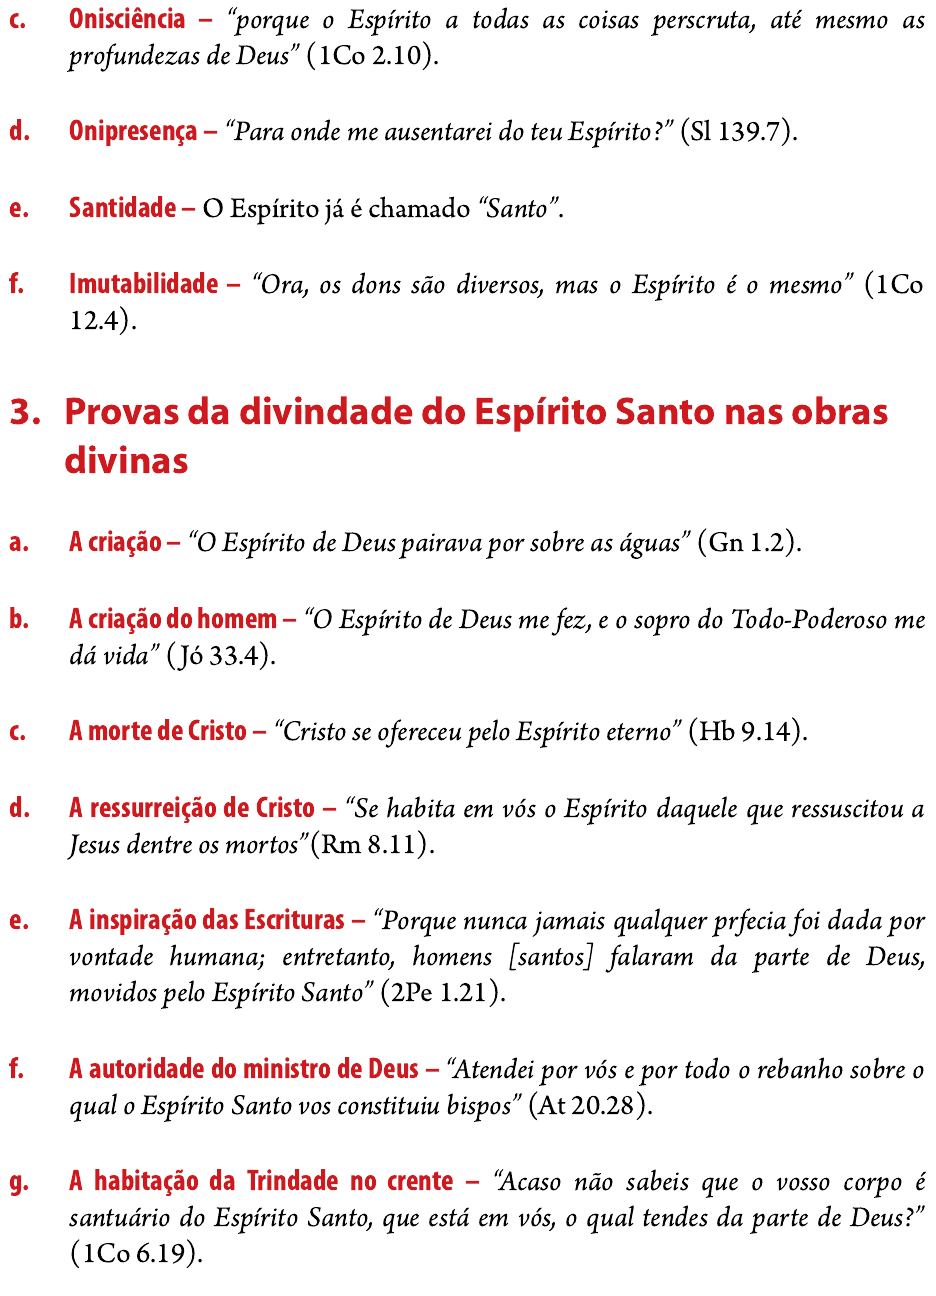 c. Onisciência – “porque o Espírito a todas as coisas perscruta, até mesmo as
profundezas de Deus” (1Co 2.10).
d. Onipresença – “Para onde me ausentarei do teu Espírito?” (Sl 139.7).
e. Santidade – O Espírito já é chamado “Santo”.
f. Imutabilidade – “Ora, os dons são diversos, mas o Espírito é o mesmo” (1Co
12.4).
3. Provas da divindade do Espírito Santo nas obras
divinas
a. A criação – “O Espírito de Deus pairava por sobre as águas” (Gn 1.2).
b. A criação do homem – “O Espírito de Deus me fez, e o sopro do Todo-Poderoso me
dá vida” (Jó 33.4).
c. A morte de Cristo – “Cristo se ofereceu pelo Espírito eterno” (Hb 9.14).
d. A ressurreição de Cristo – “Se habita em vós o Espírito daquele que ressuscitou a
Jesus dentre os mortos”(Rm 8.11).
e. A inspiração das Escrituras – “Porque nunca jamais qualquer prfecia foi dada por
vontade humana; entretanto, homens [santos] falaram da parte de Deus,
movidos pelo Espírito Santo” (2Pe 1.21).
f. A autoridade do ministro de Deus – “Atendei por vós e por todo o rebanho sobre o
qual o Espírito Santo vos constituiu bispos” (At 20.28).
g. A habitação da Trindade no crente – “Acaso não sabeis que o vosso corpo é
santuário do Espírito Santo, que está em vós, o qual tendes da parte de Deus?”
(1Co 6.19).